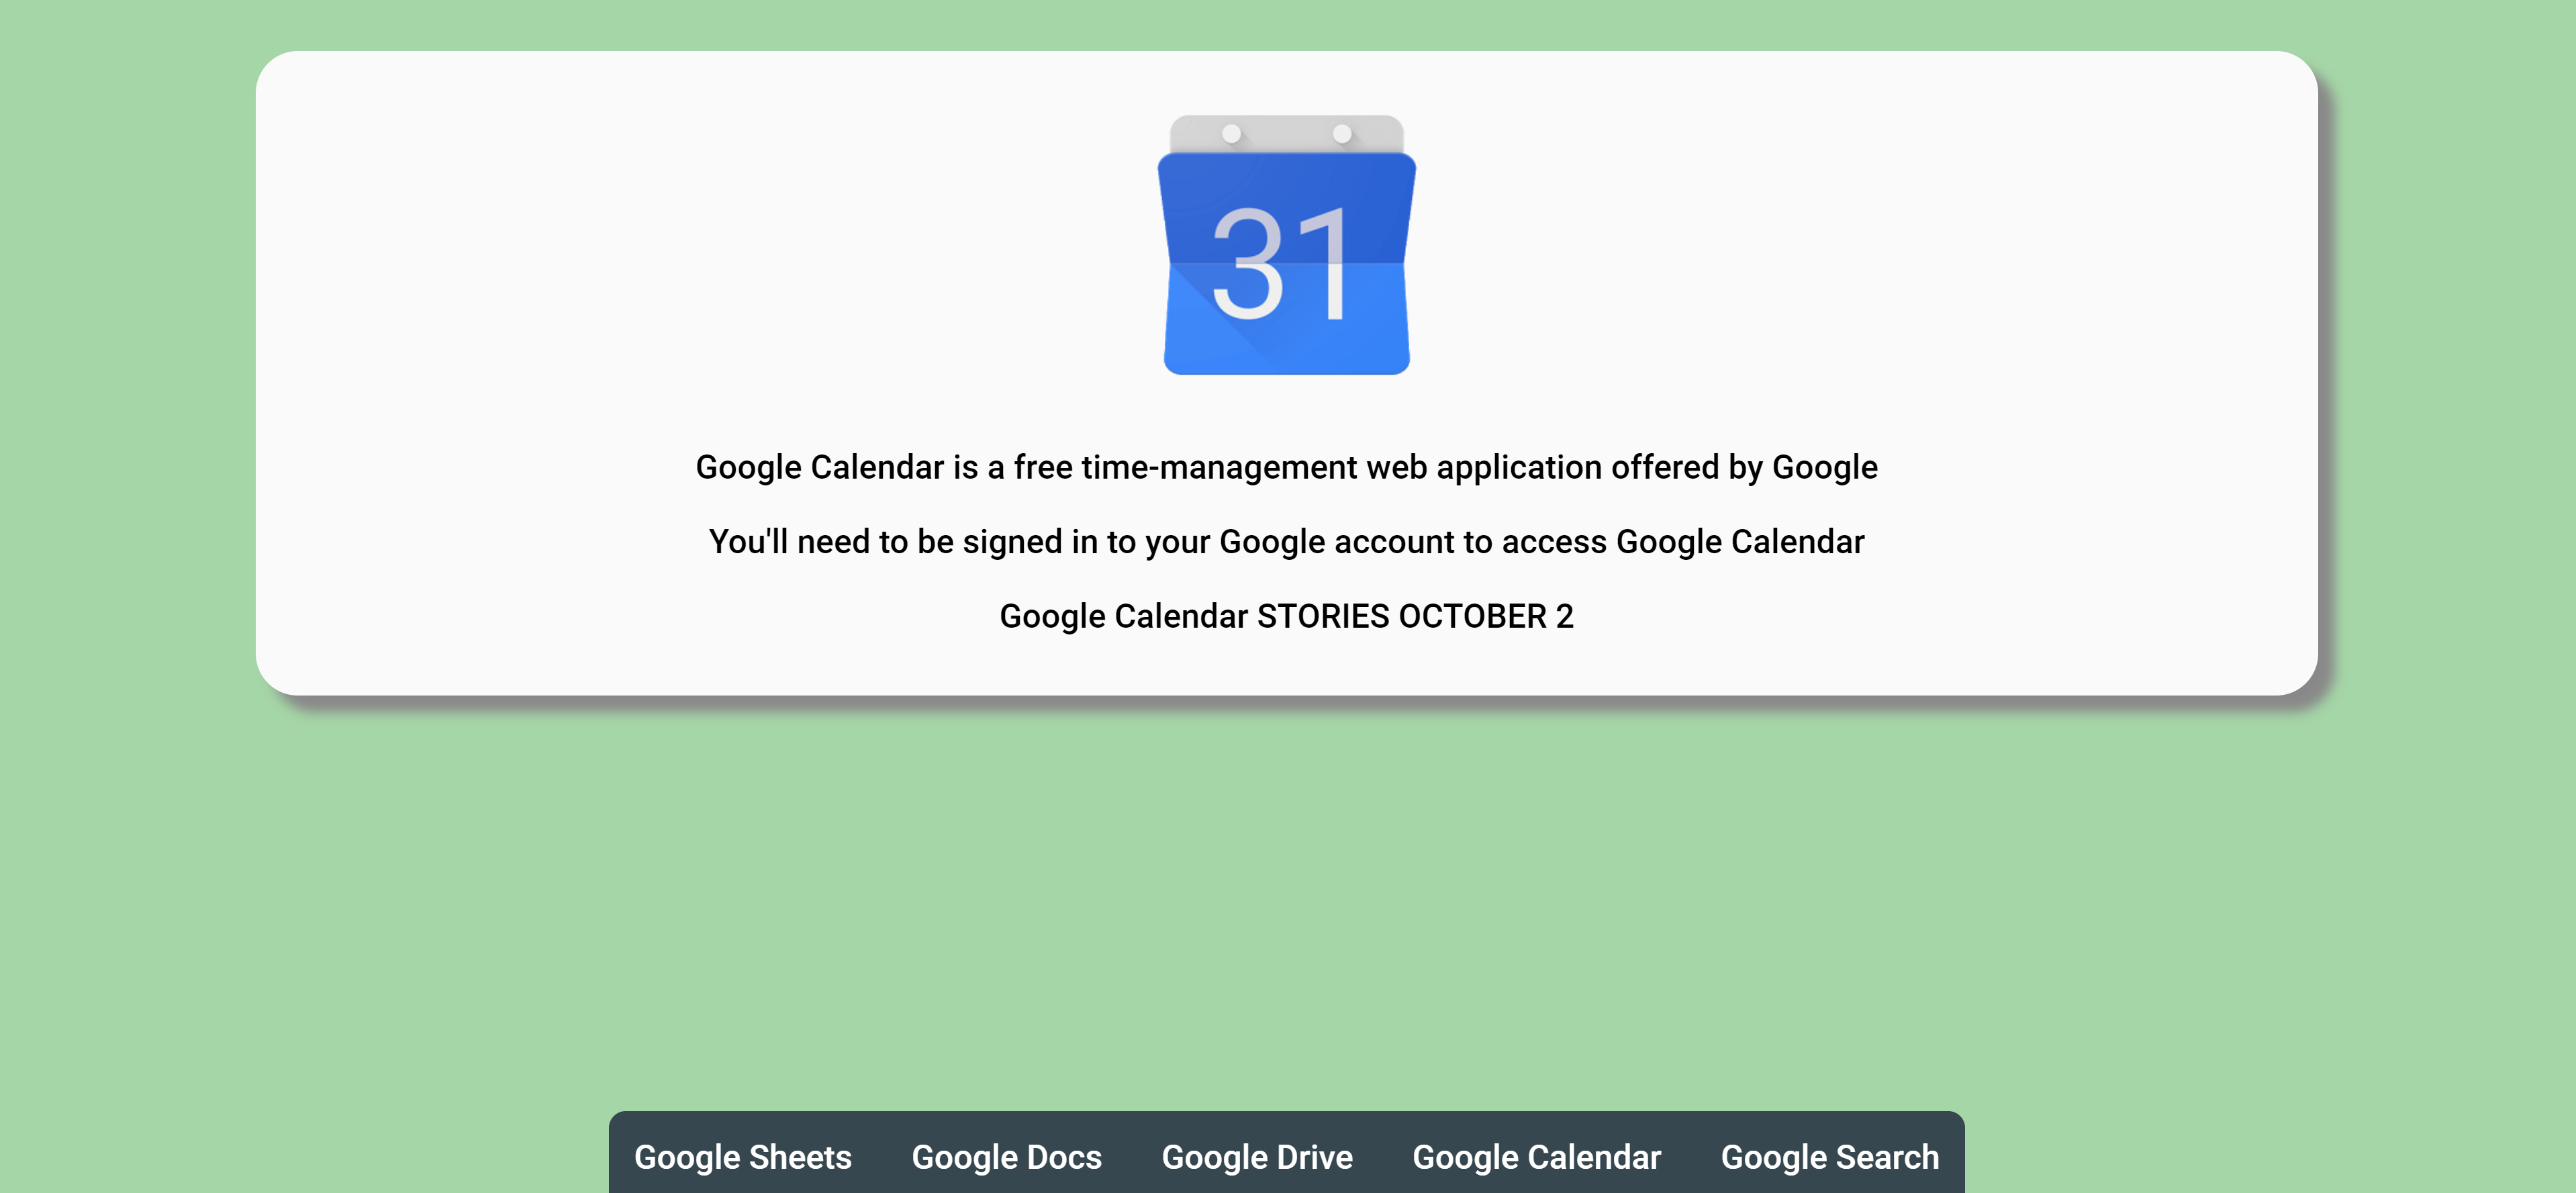 31
Google Calendar is a free time-management web application offered by Google
You'll need to be signed in to your Google account to access Google Calendar
Google Calendar STORIES OCTOBER 2
Google Sheets Google Docs Google Drive Google Calendar Google Search